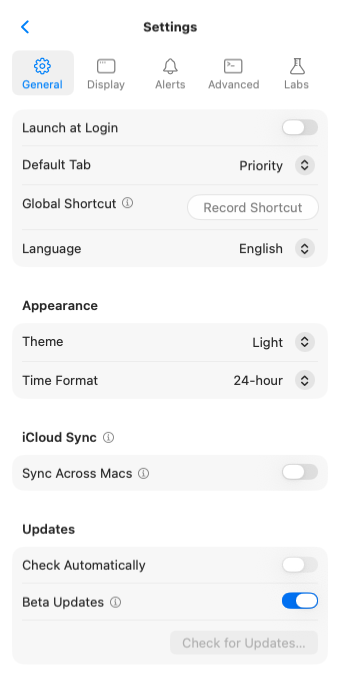 Settings
General Display Alerts Advanced Labs
Launch at Login
Default Tab Priority
Global Shortcut Record Shortcut
Language English
Appearance
Theme Light
Time Format 24-hour
iCloud Sync
Sync Across Macs
Updates
Check Automatically
Beta Updates
Check for Updates...